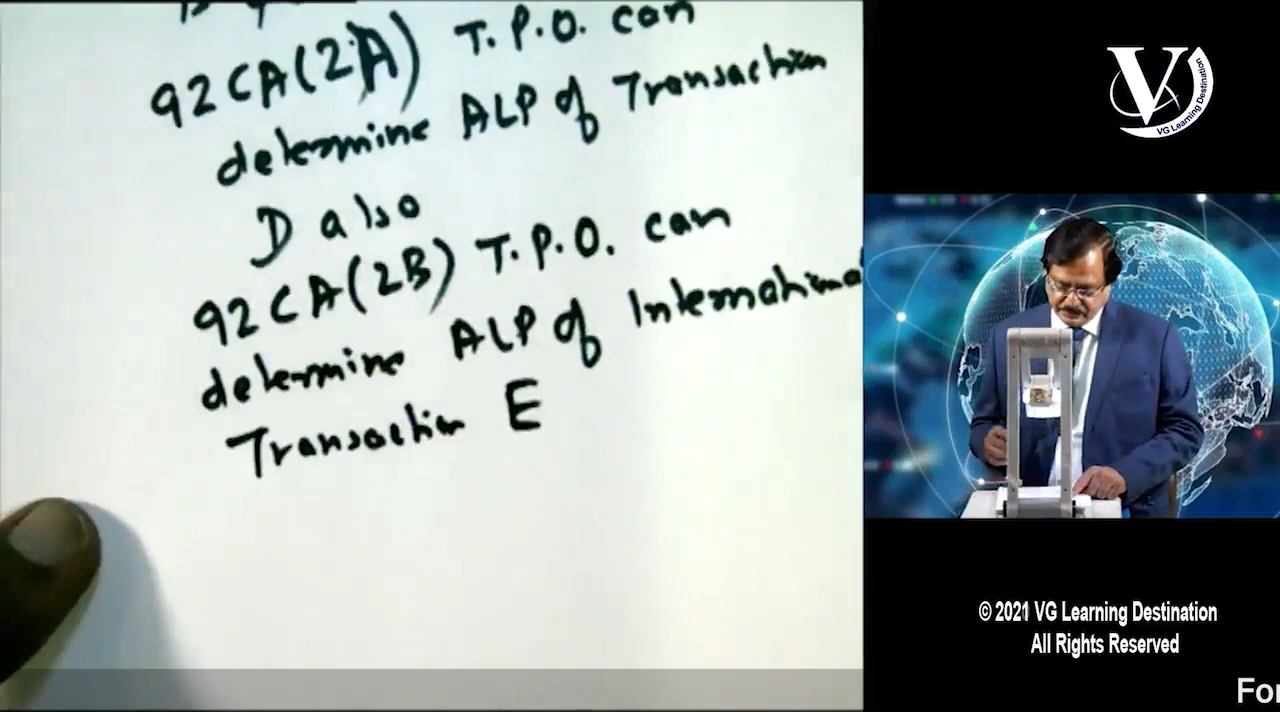 92CA(2A) T.P.O. can
determine ALP of Transaction
D also
92CA(2B) T.P.O. can
determine ALP of International
Transaction E
V
VG Learning Destination
© 2021 VG Learning Destination
All Rights Reserved
For